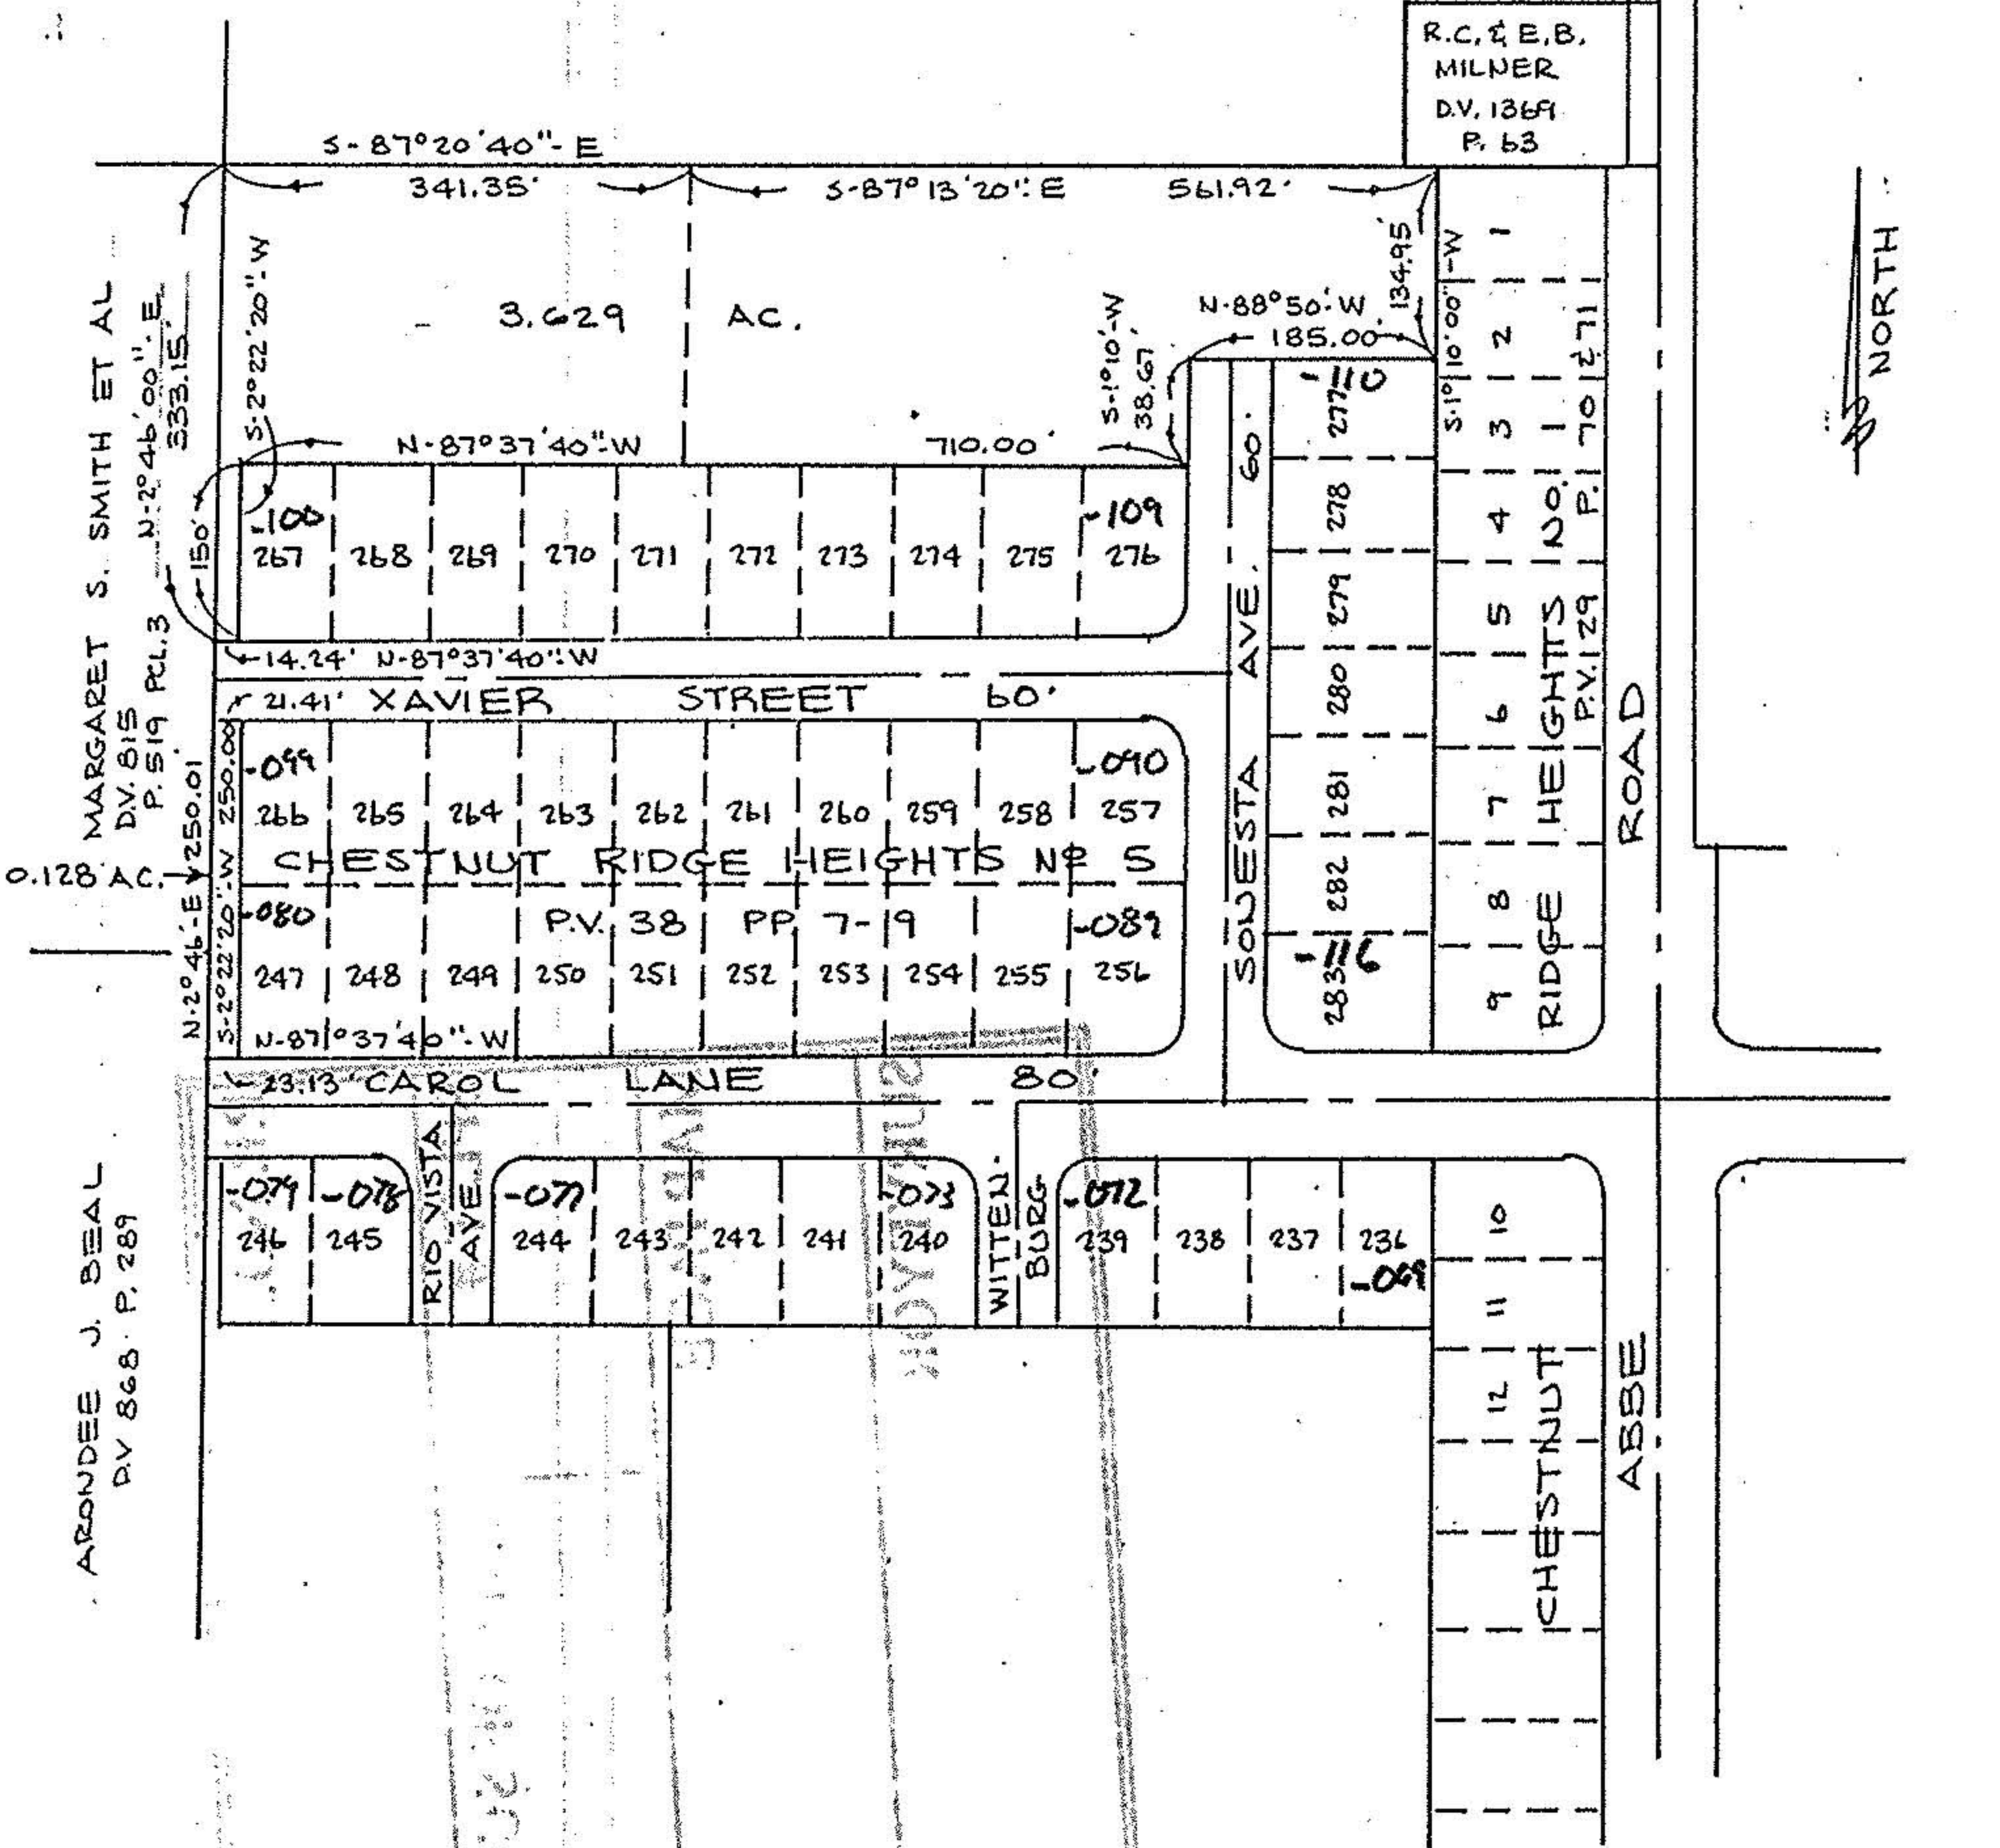 R.C. & E.B.
MILNER
D.V. 1369
P. 63
S-87°20'40"-E
341.35'
S-87°13'20"-E
561.92'
NORTH
3.629 AC.
S-2°22'20"-W
N-2°46'00"-E
333.15'
134.95'
S-1°10'00"-W
N-88°50'-W
185.00'
S-1°10'-W
38.67'
N-87°37'40"-W
710.00'
150'
MARGARET S. SMITH ET AL
D.V. 815
P. 519 PCL.3
-100
-109
267 268 269 270 271 272 273 274 275 276
14.24' N-87°37'40"-W
21.41' XAVIER STREET 60'
SONESTA AVE. 60'
-110
277
278
279
280
281
282
-116
283
-099
-090
266 265 264 263 262 261 260 259 258 257
CHESTNUT RIDGE HEIGHTS Nº 5
0.128 AC.
N-2°46'-E 250.01
S-2°22'20"-W 250.00
-080
P.V. 38 PP. 7-19
-089
247 248 249 250 251 252 253 254 255 256
N-87°37'40"-W
23.13' CAROL LANE 80'
1
2
3
4
5
6
7
8
9
10
11
12
CHESTNUT RIDGE HEIGHTS NO. 1
P.V. 129 P. 70 & 71
ABBE ROAD
ARONDEE J. BEAL
D.V 868 P. 289
RIO VISTA
AVE.
WITTEN-
BURG
-079 -078 -077 -073 -072
246 245 244 243 242 241 240 239 238 237 236
-069